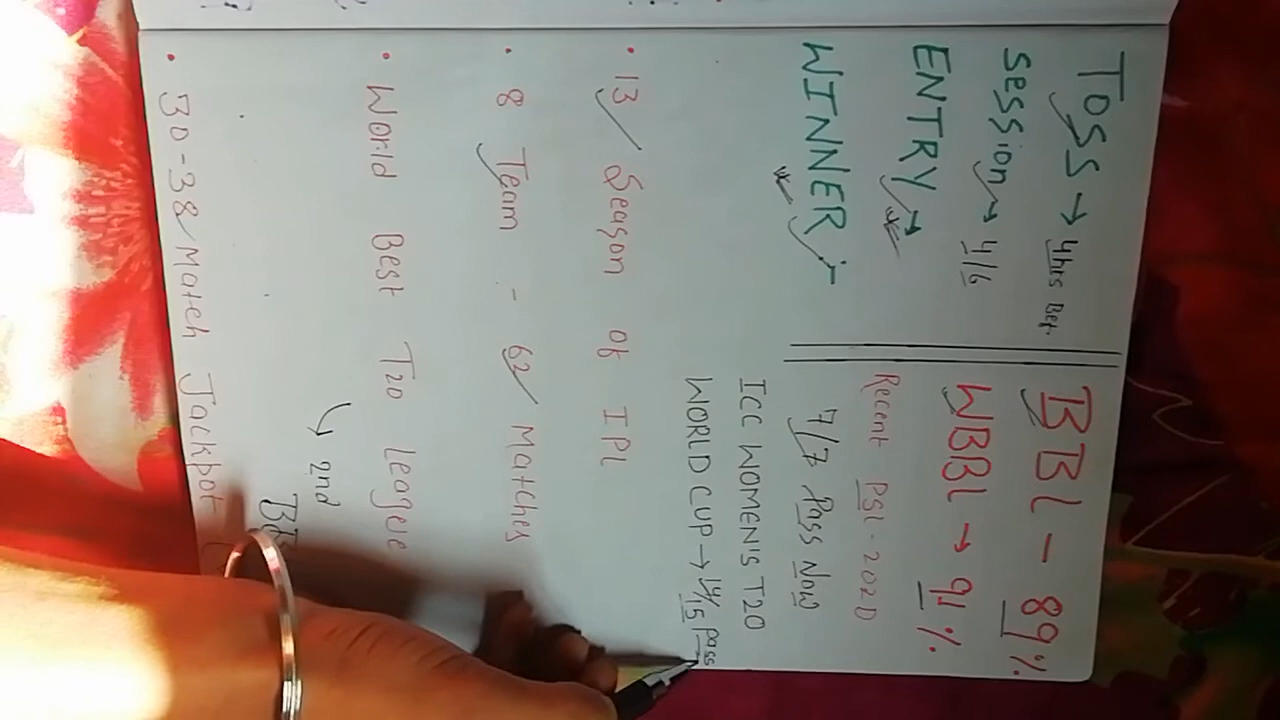 TOSS → 4hrs Bef.
Session → 4/6
ENTRY →
WINNER :-
BBL - 89%
WBBL → 91%
Recent PSL-2020
7/7 Pass Now
ICC WOMEN'S T20
WORLD CUP → 14/15 Pass
• 13 Season of IPL
• 8 Team - 62 Matches
• World Best T20 League
↳ 2nd
• 30-38 Match Jackpot